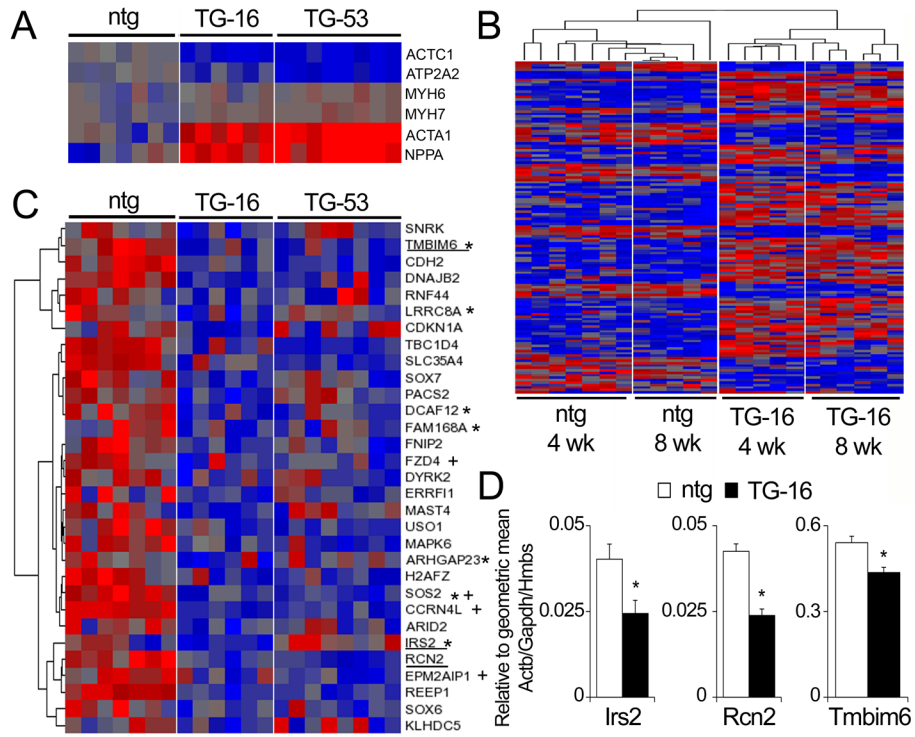 A
ntg TG-16 TG-53
ACTC1
ATP2A2
MYH6
MYH7
ACTA1
NPPA
B
ntg ntg TG-16 TG-16
4 wk 8 wk 4 wk 8 wk
C
ntg TG-16 TG-53
SNRK
TMBIM6 *
CDH2
DNAJB2
RNF44
LRRC8A *
CDKN1A
TBC1D4
SLC35A4
SOX7
PACS2
DCAF12 *
FAM168A *
FNIP2
FZD4 +
DYRK2
ERRFI1
MAST4
USO1
MAPK6
ARHGAP23 *
H2AFZ
SOS2 * +
CCRN4L +
ARID2
IRS2 *
RCN2
EPM2AIP1 +
REEP1
SOX6
KLHDC5
D
ntg TG-16
Relative to geometric mean
Actb/Gapdh/Hmbs
0.05
0.025
0
*
Irs2
0.05
0.025
0
*
Rcn2
0.6
0.3
0
*
Tmbim6